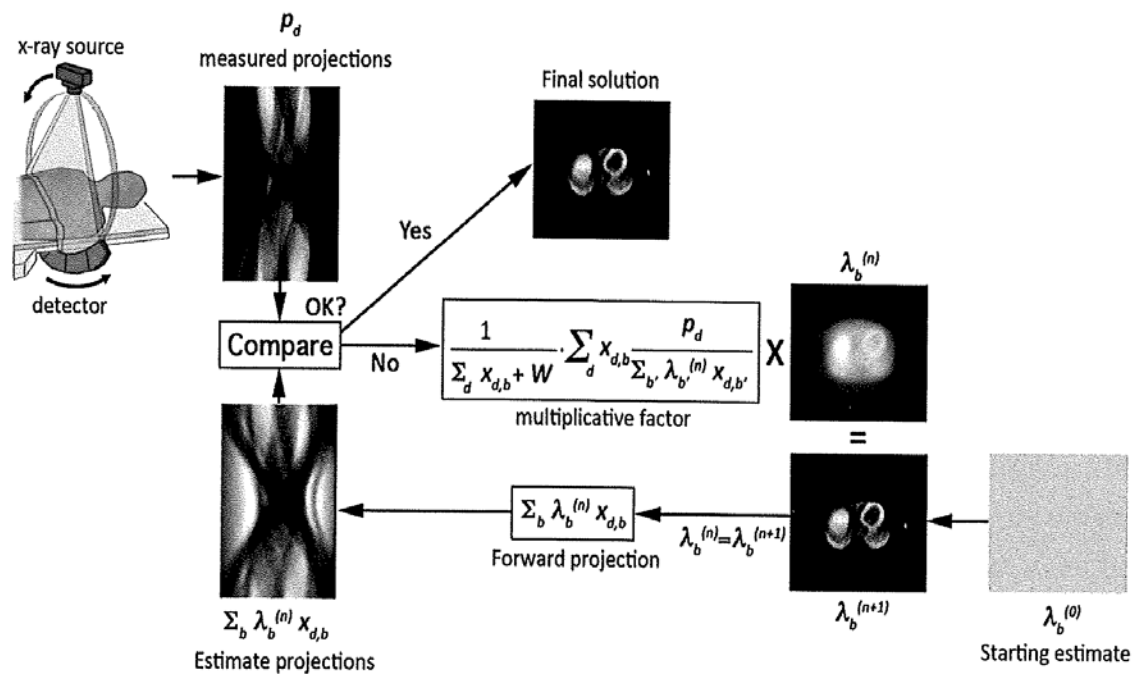 p_d
x-ray source
measured projections
Final solution
detector
OK?
Yes
Compare
No
1 / (Σ_d x_{d,b} + W) · Σ_d x_{d,b} p_d / (Σ_{b'} λ_{b'}^{(n)} x_{d,b'})
multiplicative factor
X
λ_b^{(n)}
=
Σ_b λ_b^{(n)} x_{d,b}
Forward projection
λ_b^{(n)}=λ_b^{(n+1)}
λ_b^{(n+1)}
λ_b^{(0)}
Starting estimate
Σ_b λ_b^{(n)} x_{d,b}
Estimate projections